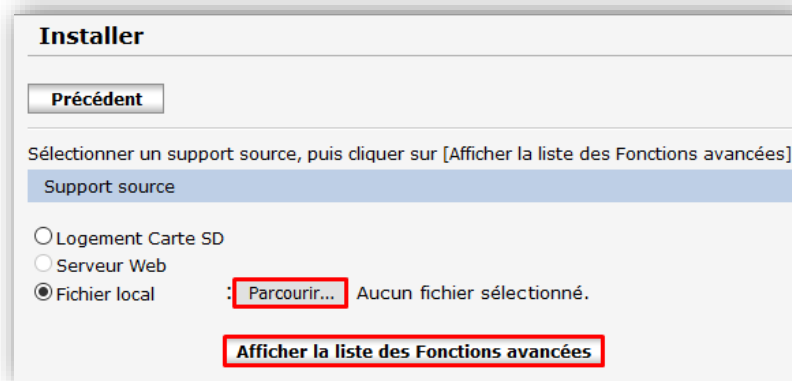 Installer
Précédent
Sélectionner un support source, puis cliquer sur [Afficher la liste des Fonctions avancées]
Support source
Logement Carte SD
Serveur Web
Fichier local : Parcourir... Aucun fichier sélectionné.
Afficher la liste des Fonctions avancées